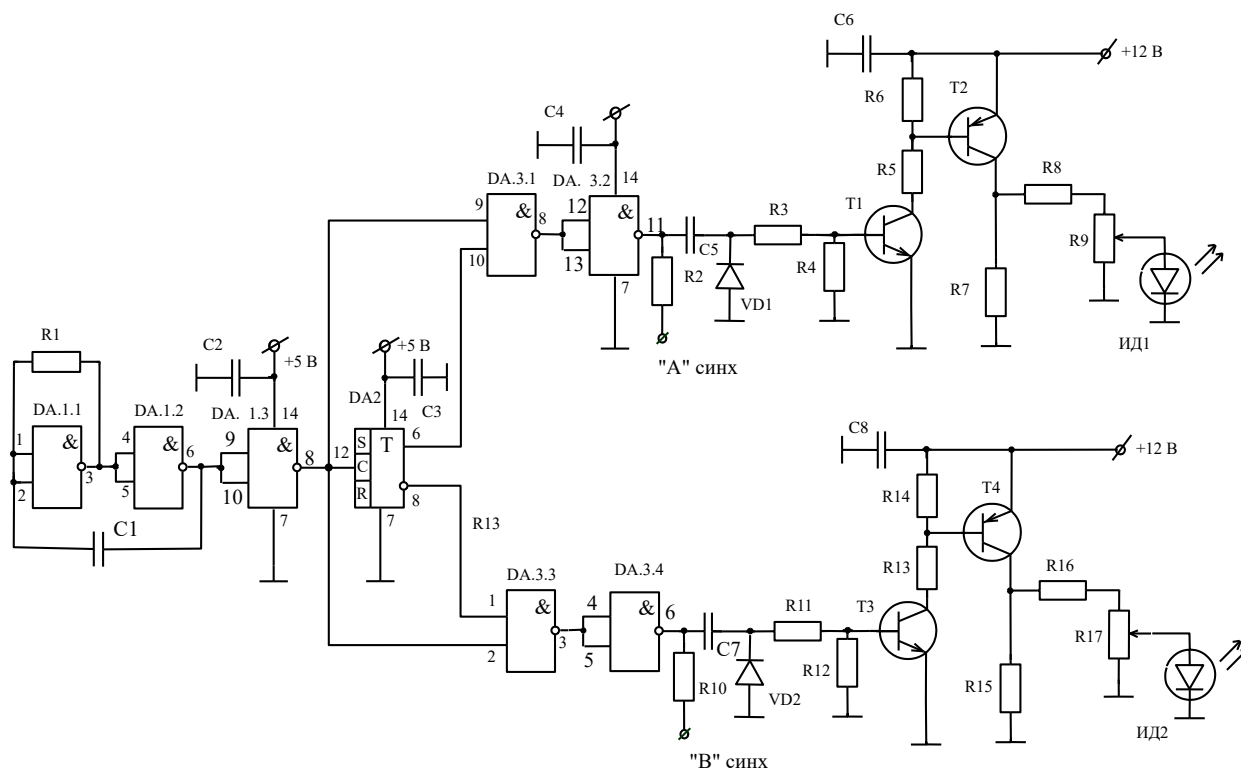 C6
+12 В
R6
T2
C4
DA.3.1
DA. 3.2
14
9
&
8
12
&
11
10
13
7
R5
T1
R3
R8
C5
R2
R4
VD1
R9
R7
ИД1
"А" синх
R1
C2
+5 В
+5 В
DA2
C3
DA.1.1
DA.1.2
DA. 1.3
14
14
1
&
3
2
4
6
5
9
&
8
10
7
12
S
T
C
R
6
8
7
C1
R13
C8
+12 В
R14
T4
R13
DA.3.3
DA.3.4
1
&
3
2
4
6
5
R11
T3
R16
C7
R10
R12
VD2
R17
R15
ИД2
"В" синх